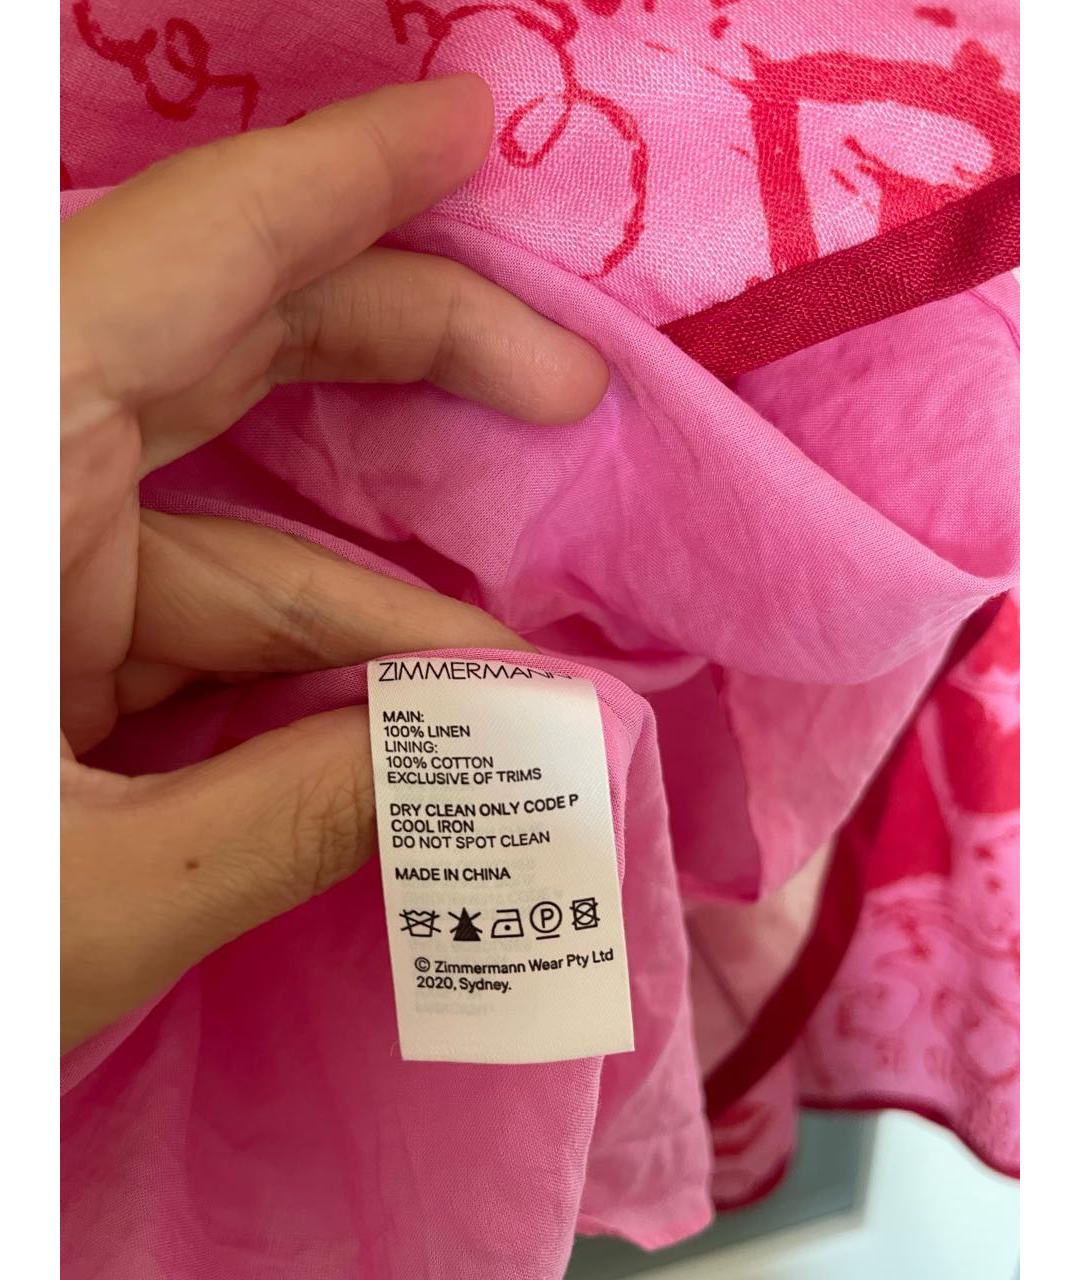 ZIMMERMANN
MAIN:
100% LINEN
LINING:
100% COTTON
EXCLUSIVE OF TRIMS
DRY CLEAN ONLY CODE P
COOL IRON
DO NOT SPOT CLEAN
MADE IN CHINA
P
© Zimmermann Wear Pty Ltd
2020, Sydney.